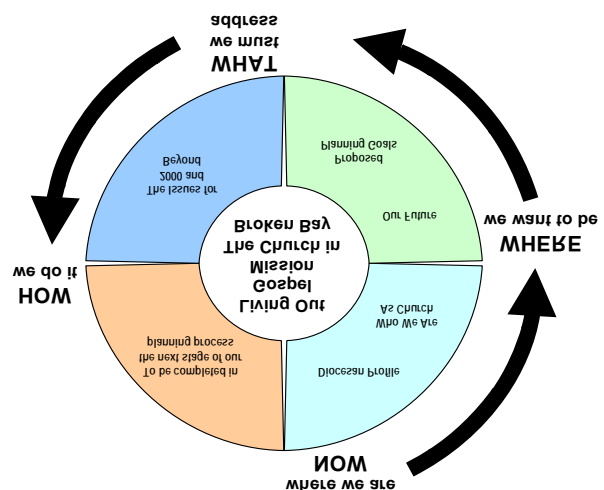 where we are
NOW
Diocesan Profile
Who We Are
As Church
WHERE
we want to be
Our Future
Proposed
Planning Goals
WHAT
we must
address
The Issues for
2000 and
Beyond
HOW
we do it
To be completed in
the next stage of our
planning process
Living Out
Gospel
Mission
The Church in
Broken Bay